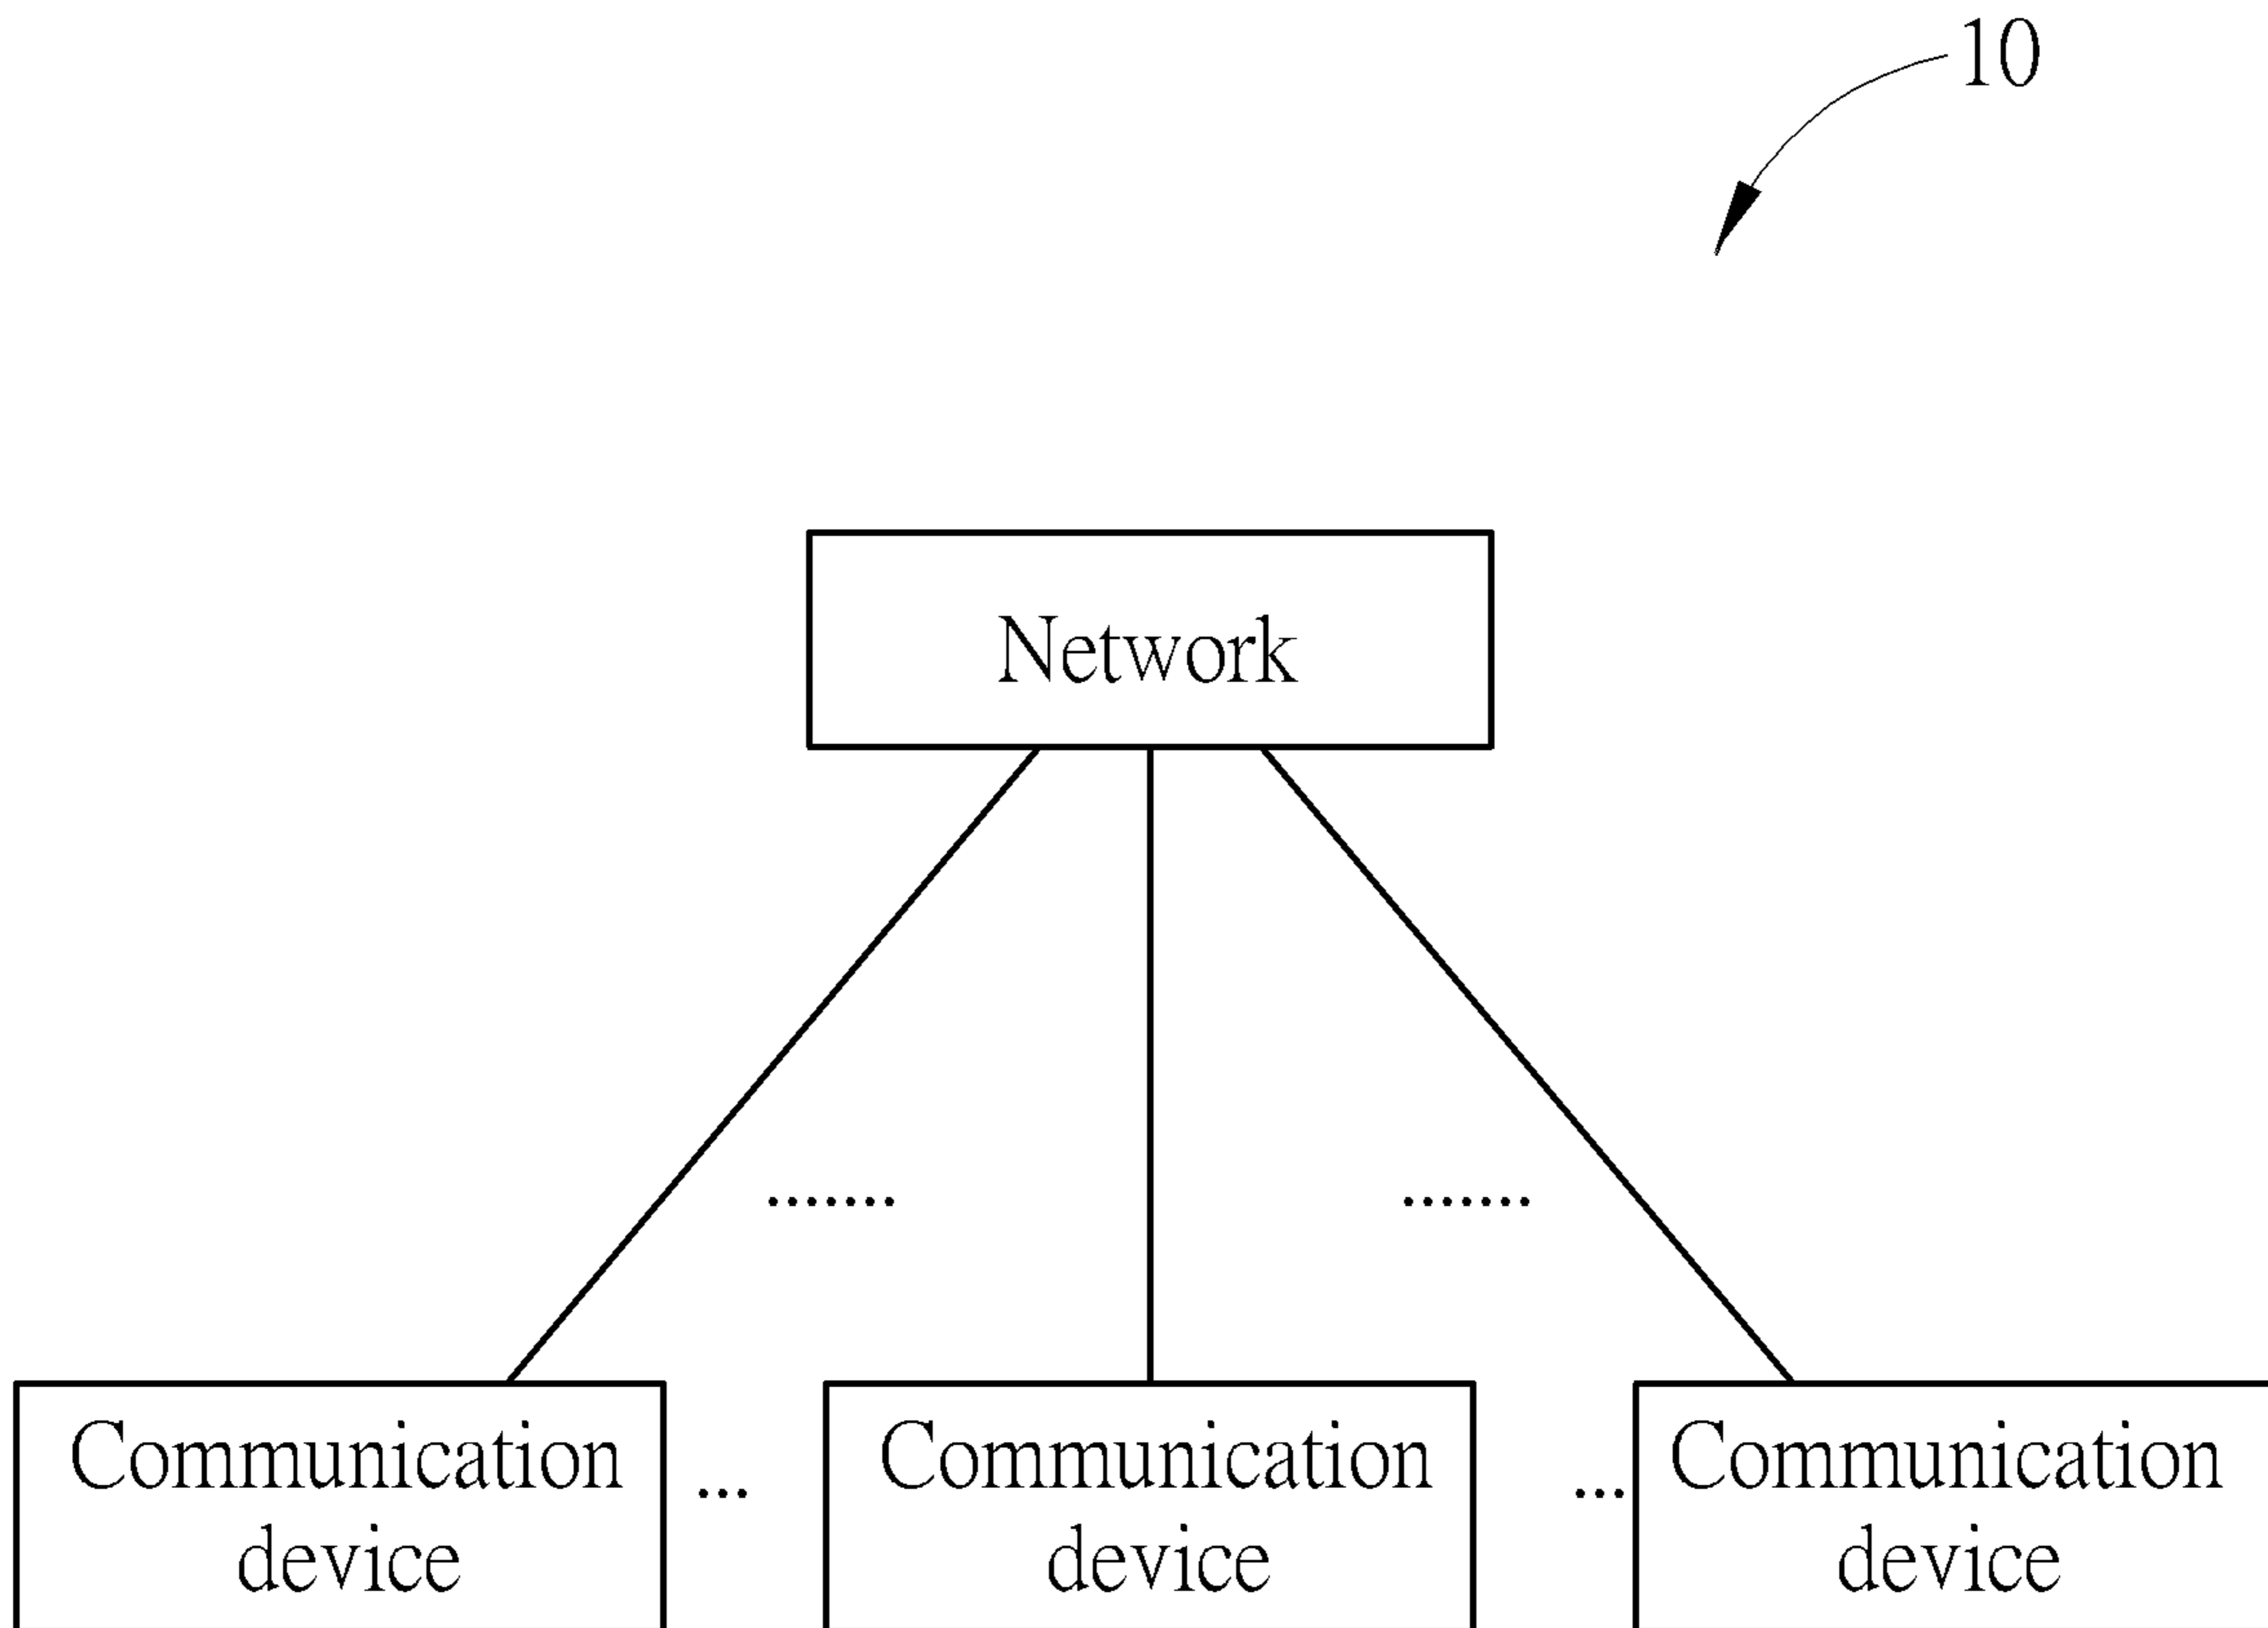 10
Network
.......
.......
Communication
device
...
Communication
device
...
Communication
device